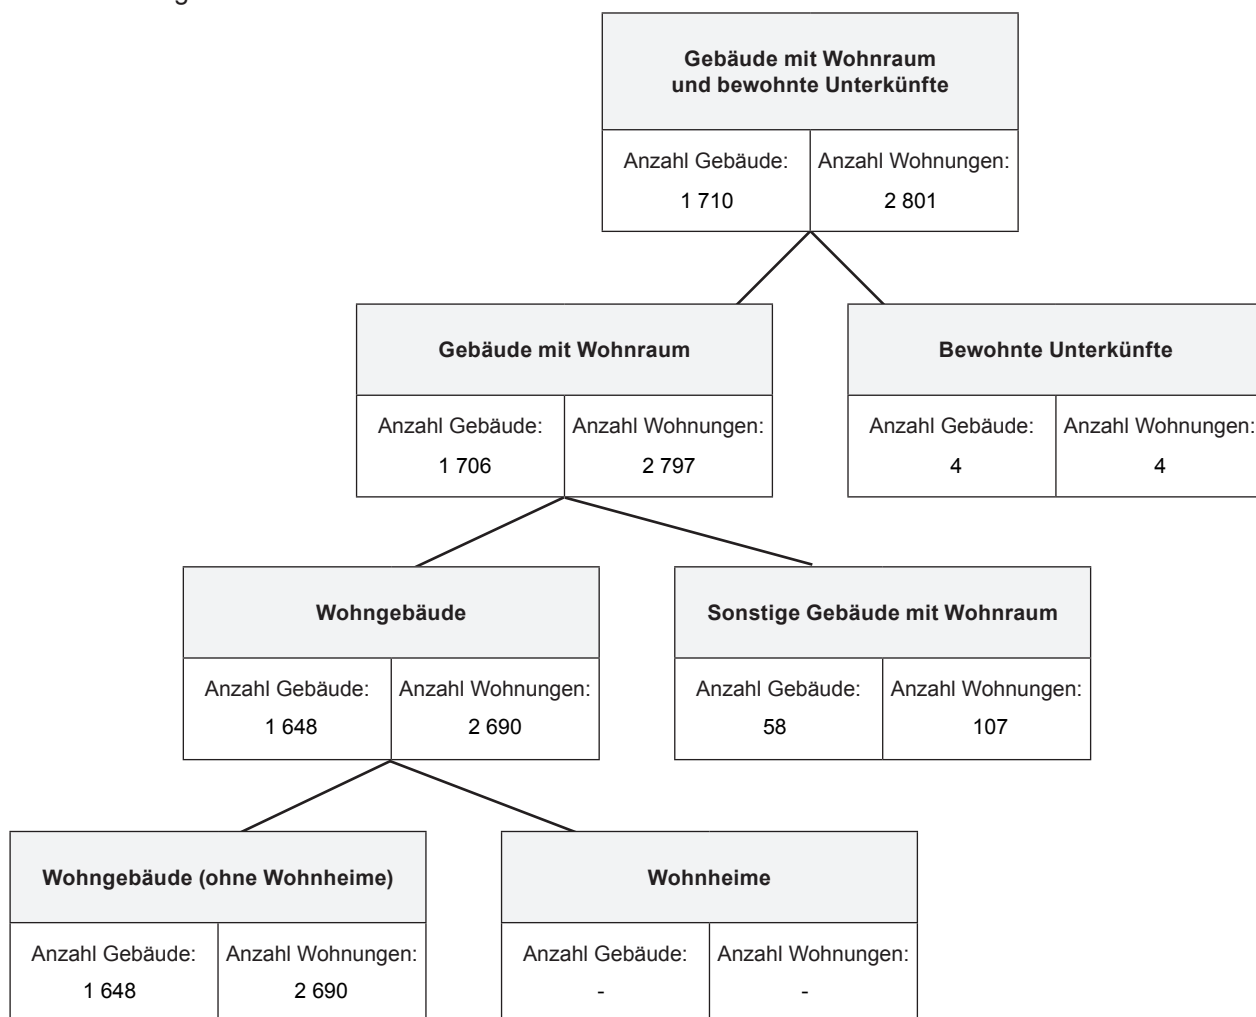 Gebäude mit Wohnraum
und bewohnte Unterkünfte
Anzahl Gebäude: Anzahl Wohnungen:
1 710 2 801
Gebäude mit Wohnraum
Anzahl Gebäude: Anzahl Wohnungen:
1 706 2 797
Bewohnte Unterkünfte
Anzahl Gebäude: Anzahl Wohnungen:
4 4
Wohngebäude
Anzahl Gebäude: Anzahl Wohnungen:
1 648 2 690
Sonstige Gebäude mit Wohnraum
Anzahl Gebäude: Anzahl Wohnungen:
58 107
Wohngebäude (ohne Wohnheime)
Anzahl Gebäude: Anzahl Wohnungen:
1 648 2 690
Wohnheime
Anzahl Gebäude: Anzahl Wohnungen:
- -